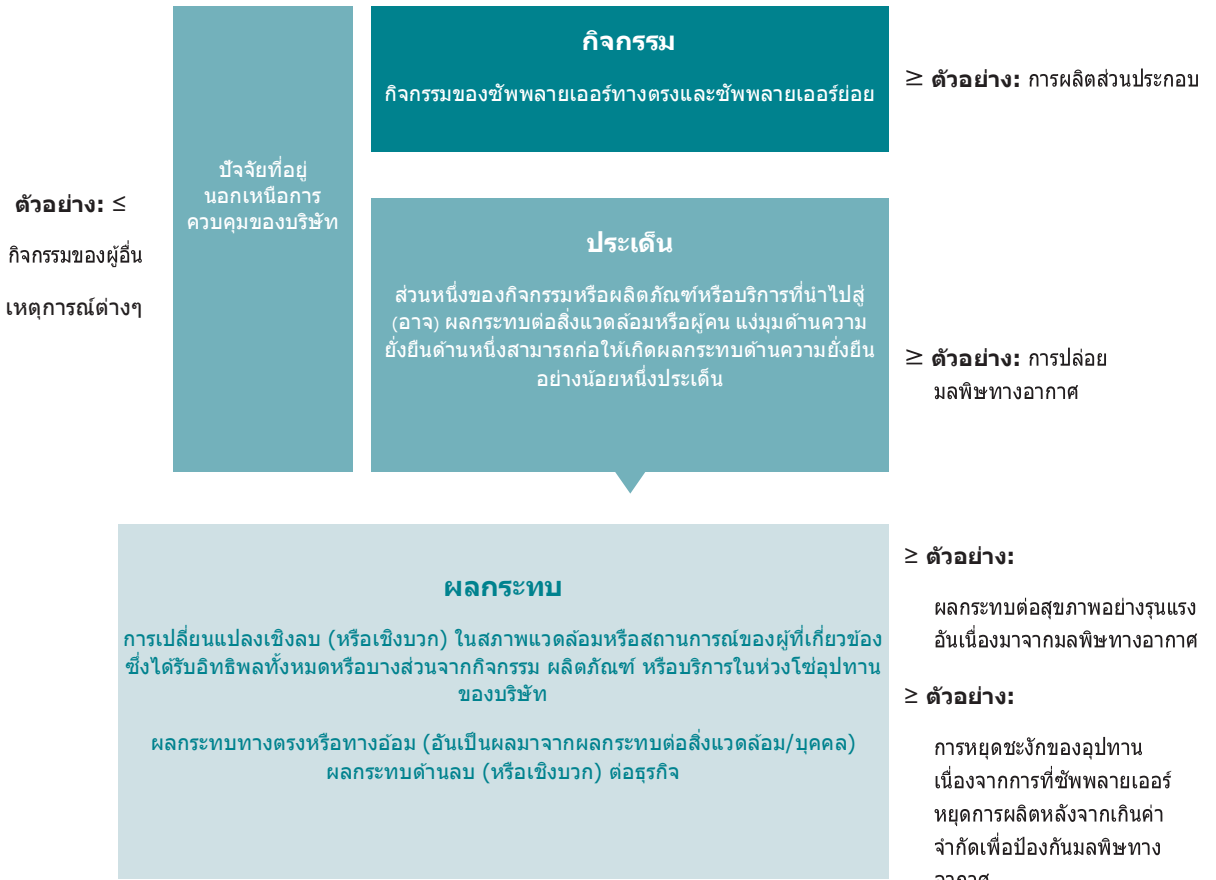 กิจกรรม
กิจกรรมของซัพพลายเออร์ทางตรงและซัพพลายเออร์ย่อย
≥ ตัวอย่าง: การผลิตส่วนประกอบ
ปัจจัยที่อยู่
นอกเหนือการ
ควบคุมของบริษัท
ตัวอย่าง: ≤
กิจกรรมของผู้อื่น
เหตุการณ์ต่างๆ
ประเด็น
ส่วนหนึ่งของกิจกรรมหรือผลิตภัณฑ์หรือบริการที่นำไปสู่
(อาจ) ผลกระทบต่อสิ่งแวดล้อมหรือผู้คน แง่มุมด้านความ
ยั่งยืนด้านหนึ่งสามารถก่อให้เกิดผลกระทบด้านความยั่งยืน
อย่างน้อยหนึ่งประเด็น
≥ ตัวอย่าง: การปล่อย
มลพิษทางอากาศ
ผลกระทบ
การเปลี่ยนแปลงเชิงลบ (หรือเชิงบวก) ในสภาพแวดล้อมหรือสถานการณ์ของผู้ที่เกี่ยวข้อง
ซึ่งได้รับอิทธิพลทั้งหมดหรือบางส่วนจากกิจกรรม ผลิตภัณฑ์ หรือบริการในห่วงโซ่อุปทาน
ของบริษัท
ผลกระทบทางตรงหรือทางอ้อม (อันเป็นผลมาจากผลกระทบต่อสิ่งแวดล้อม/บุคคล)
ผลกระทบด้านลบ (หรือเชิงบวก) ต่อธุรกิจ
≥ ตัวอย่าง:
ผลกระทบต่อสุขภาพอย่างรุนแรง
อันเนื่องมาจากมลพิษทางอากาศ
≥ ตัวอย่าง:
การหยุดชะงักของอุปทาน
เนื่องจากการที่ซัพพลายเออร์
หยุดการผลิตหลังจากเกินค่า
จำกัดเพื่อป้องกันมลพิษทาง
อากาศ